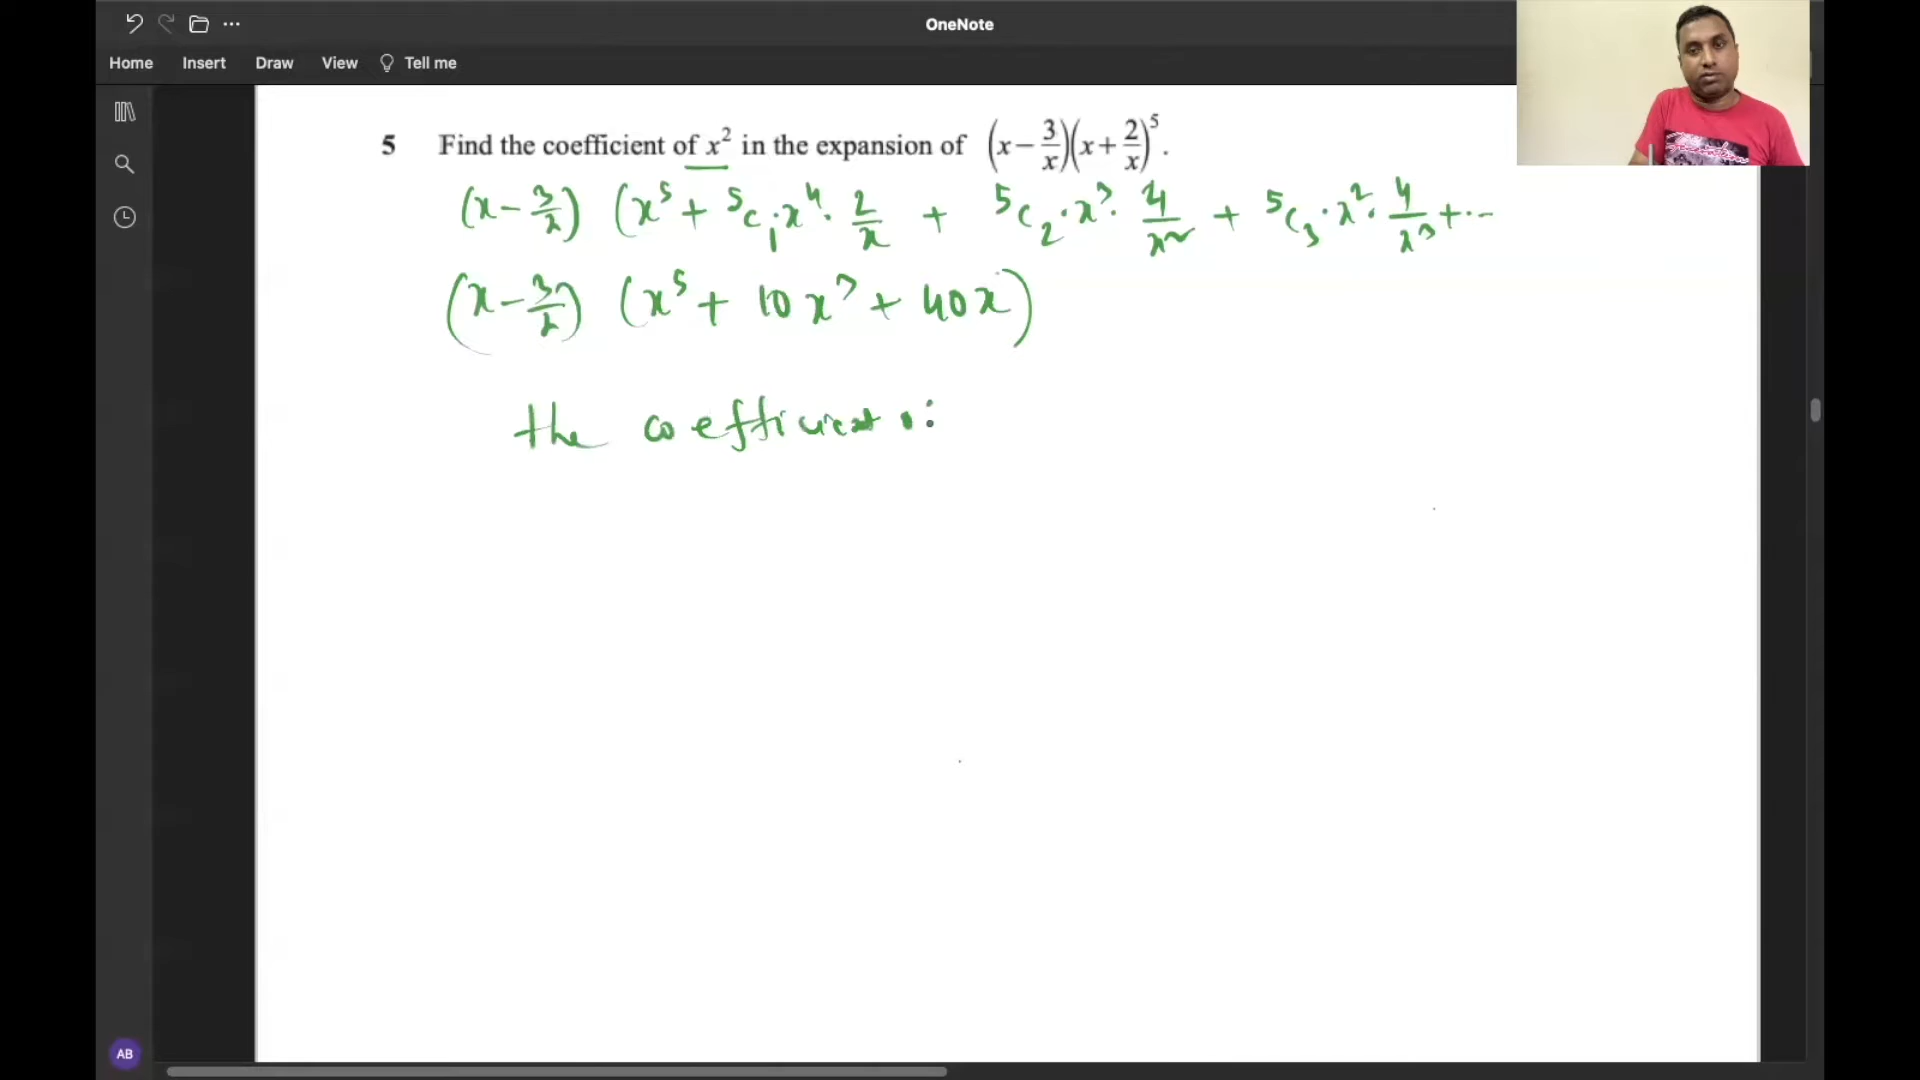 OneNote
Home Insert Draw View Tell me
5 Find the coefficient of x² in the expansion of (x − 3/x)(x + 2/x)⁵.
(x − 3/x) (x⁵ + ⁵C₁·x⁴·2/x + ⁵C₂·x³·4/x² + ⁵C₃·x²·4/x³ + ...
(x − 3/x) (x⁵ + 10x³ + 40x)
the coefficient
AB